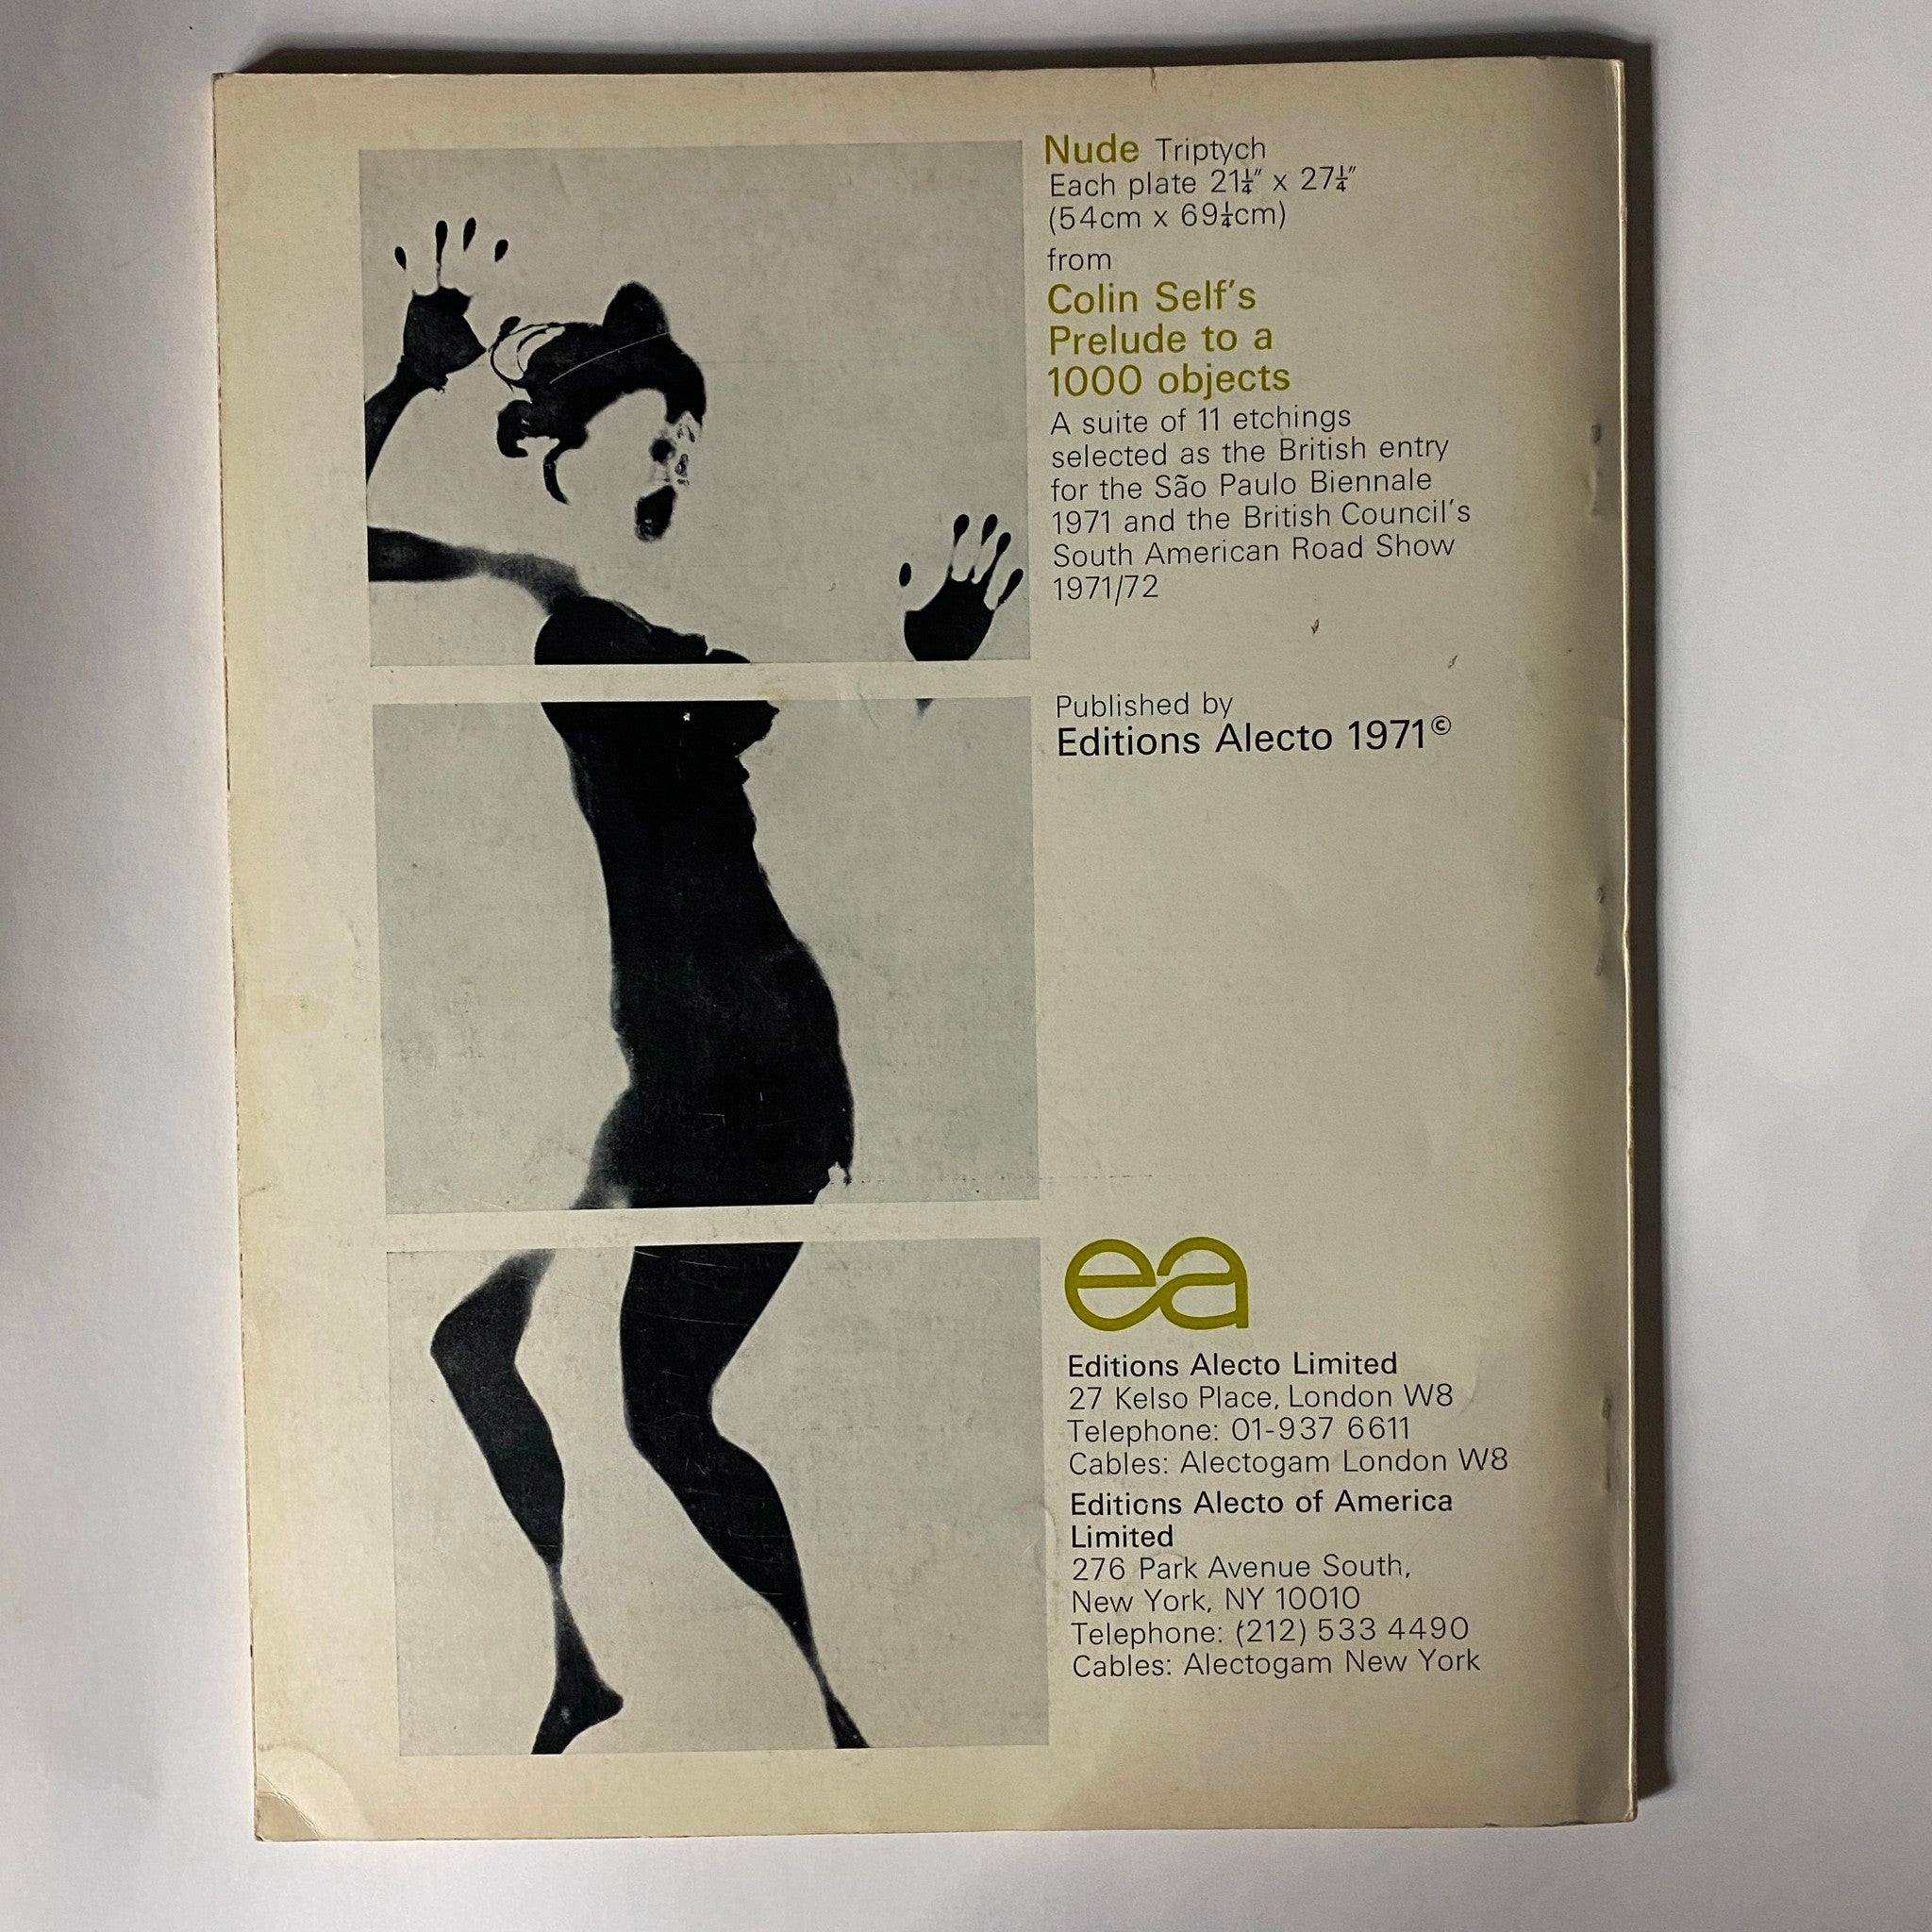 Nude Triptych
Each plate 21¼" x 27¼"
(54cm x 69¼cm)
from
Colin Self's
Prelude to a
1000 objects
A suite of 11 etchings
selected as the British entry
for the São Paulo Biennale
1971 and the British Council's
South American Road Show
1971/72
Published by
Editions Alecto 1971©
ea
Editions Alecto Limited
27 Kelso Place, London W8
Telephone: 01-937 6611
Cables: Alectogam London W8
Editions Alecto of America
Limited
276 Park Avenue South,
New York, NY 10010
Telephone: (212) 533 4490
Cables: Alectogam New York